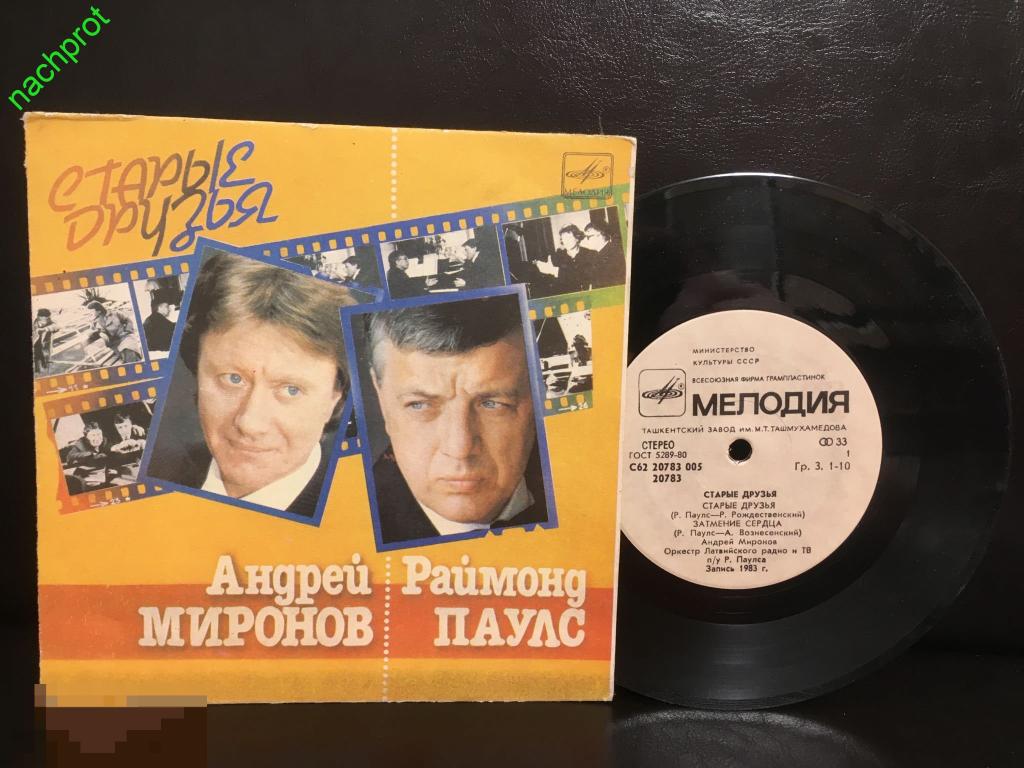 nachprot
СТАРЫЕ
ДРУЗЬЯ
МЕЛОДИЯ
Андрей
МИРОНОВ
Раймонд
ПАУЛС
МИНИСТЕРСТВО
КУЛЬТУРЫ СССР
ВСЕСОЮЗНАЯ ФИРМА ГРАМПЛАСТИНОК
МЕЛОДИЯ
ТАШКЕНТСКИЙ ЗАВОД ИМ. М.Т. ТАШМУХАМЕДОВА
СТЕРЕО
33
ГОСТ 5289-80
1
С62 20783 005
Гр. 3. 1-10
20783
СТАРЫЕ ДРУЗЬЯ
СТАРЫЕ ДРУЗЬЯ
(Р. Паулс—Р. Рождественский)
ЗАТМЕНИЕ СЕРДЦА
(Р. Паулс—А. Вознесенский)
Андрей Миронов
Оркестр Латвийского радио и ТВ
п/у Р. Паулса
Запись 1983 г.